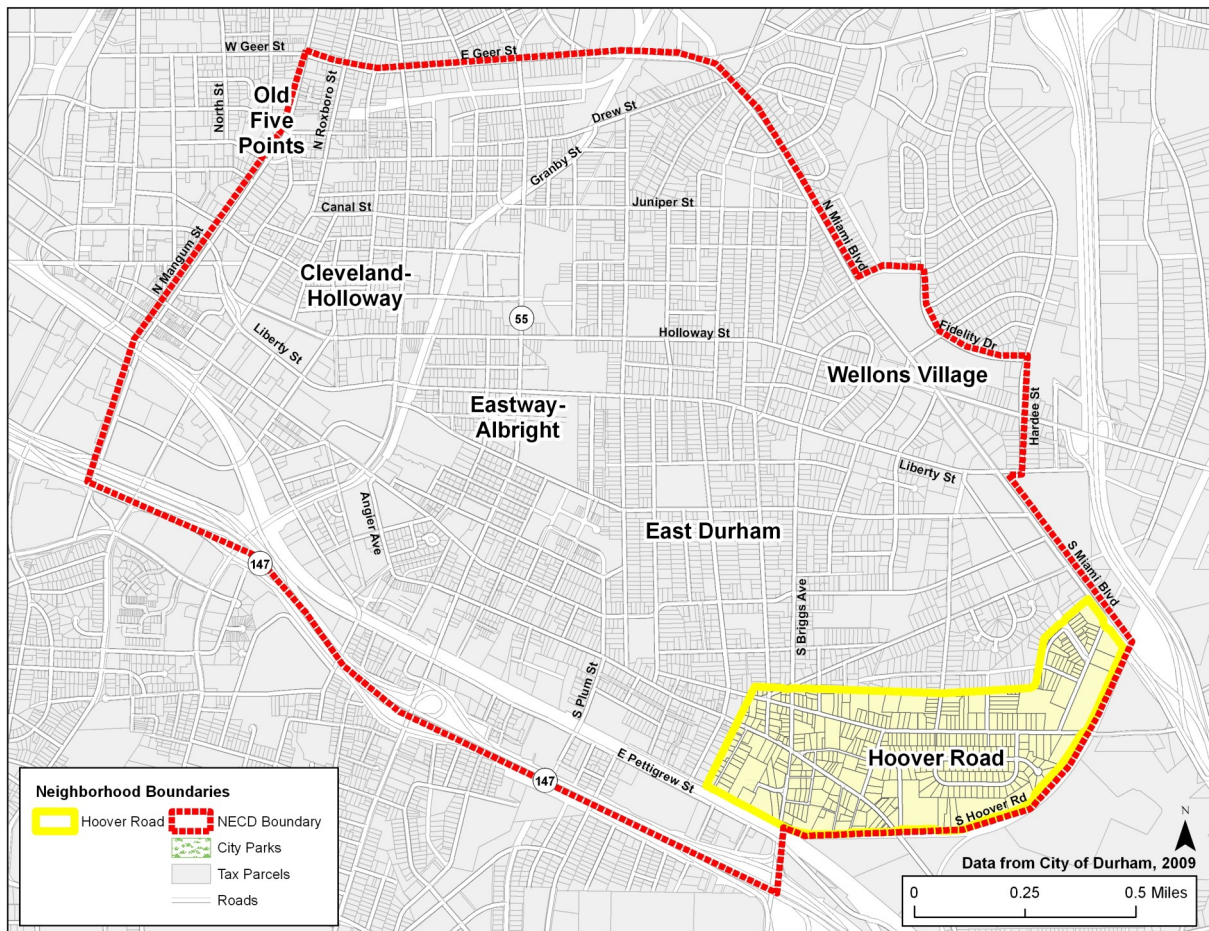 W Geer St
E Geer St
North St
Old
Five
Points
N Roxboro St
Drew St
Granby St
Canal St
Juniper St
N Miami Blvd
N Mangum St
Cleveland-
Holloway
55
Liberty St
Holloway St
Fidelity Dr
Wellons Village
Eastway-
Albright
Hardee St
Liberty St
Angier Ave
East Durham
147
S Miami Blvd
S Briggs Ave
S Plum St
E Pettigrew St
Hoover Road
147
S Hoover Rd
Neighborhood Boundaries
Hoover Road
NECD Boundary
City Parks
Tax Parcels
Roads
N
Data from City of Durham, 2009
0 0.25 0.5 Miles